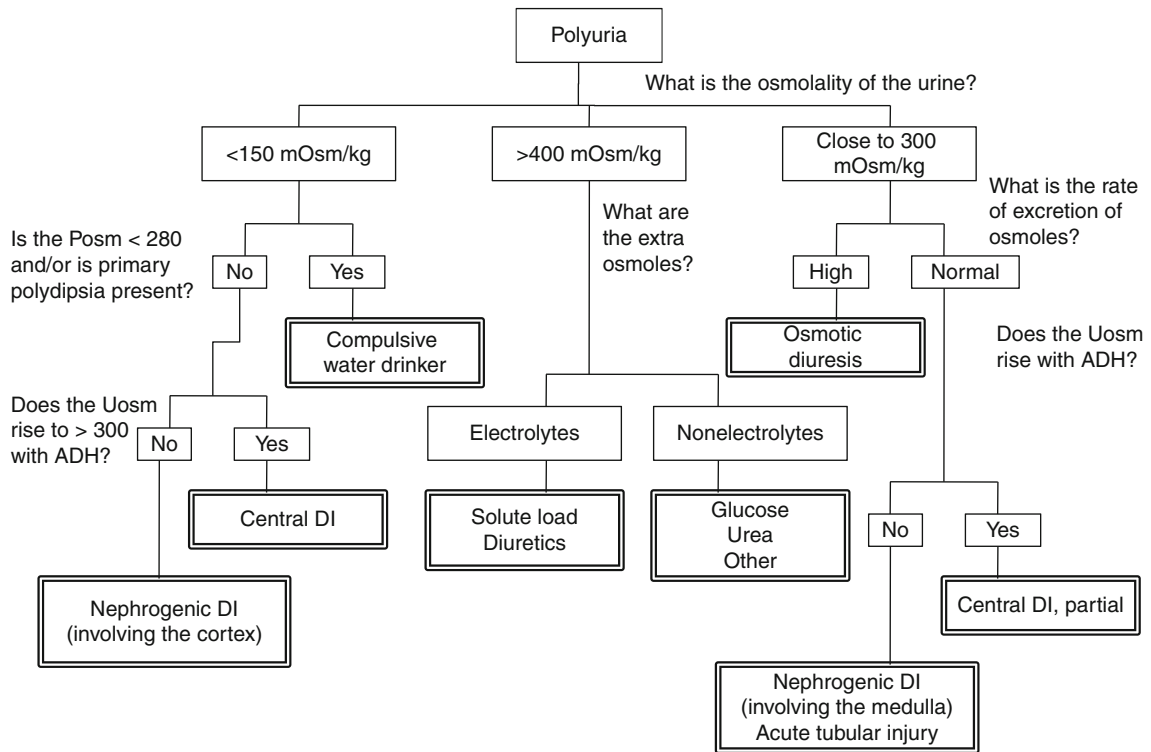 Polyuria
What is the osmolality of the urine?
<150 mOsm/kg
>400 mOsm/kg
Close to 300
mOsm/kg
Is the Posm < 280
and/or is primary
polydipsia present?
No
Yes
What are
the extra
osmoles?
What is the rate
of excretion of
osmoles?
High
Normal
Compulsive
water drinker
Osmotic
diuresis
Does the Uosm
rise with ADH?
Does the Uosm
rise to > 300
with ADH?
No
Yes
Electrolytes
Nonelectrolytes
Central DI
Solute load
Diuretics
Glucose
Urea
Other
No
Yes
Nephrogenic DI
(involving the cortex)
Central DI, partial
Nephrogenic DI
(involving the medulla)
Acute tubular injury